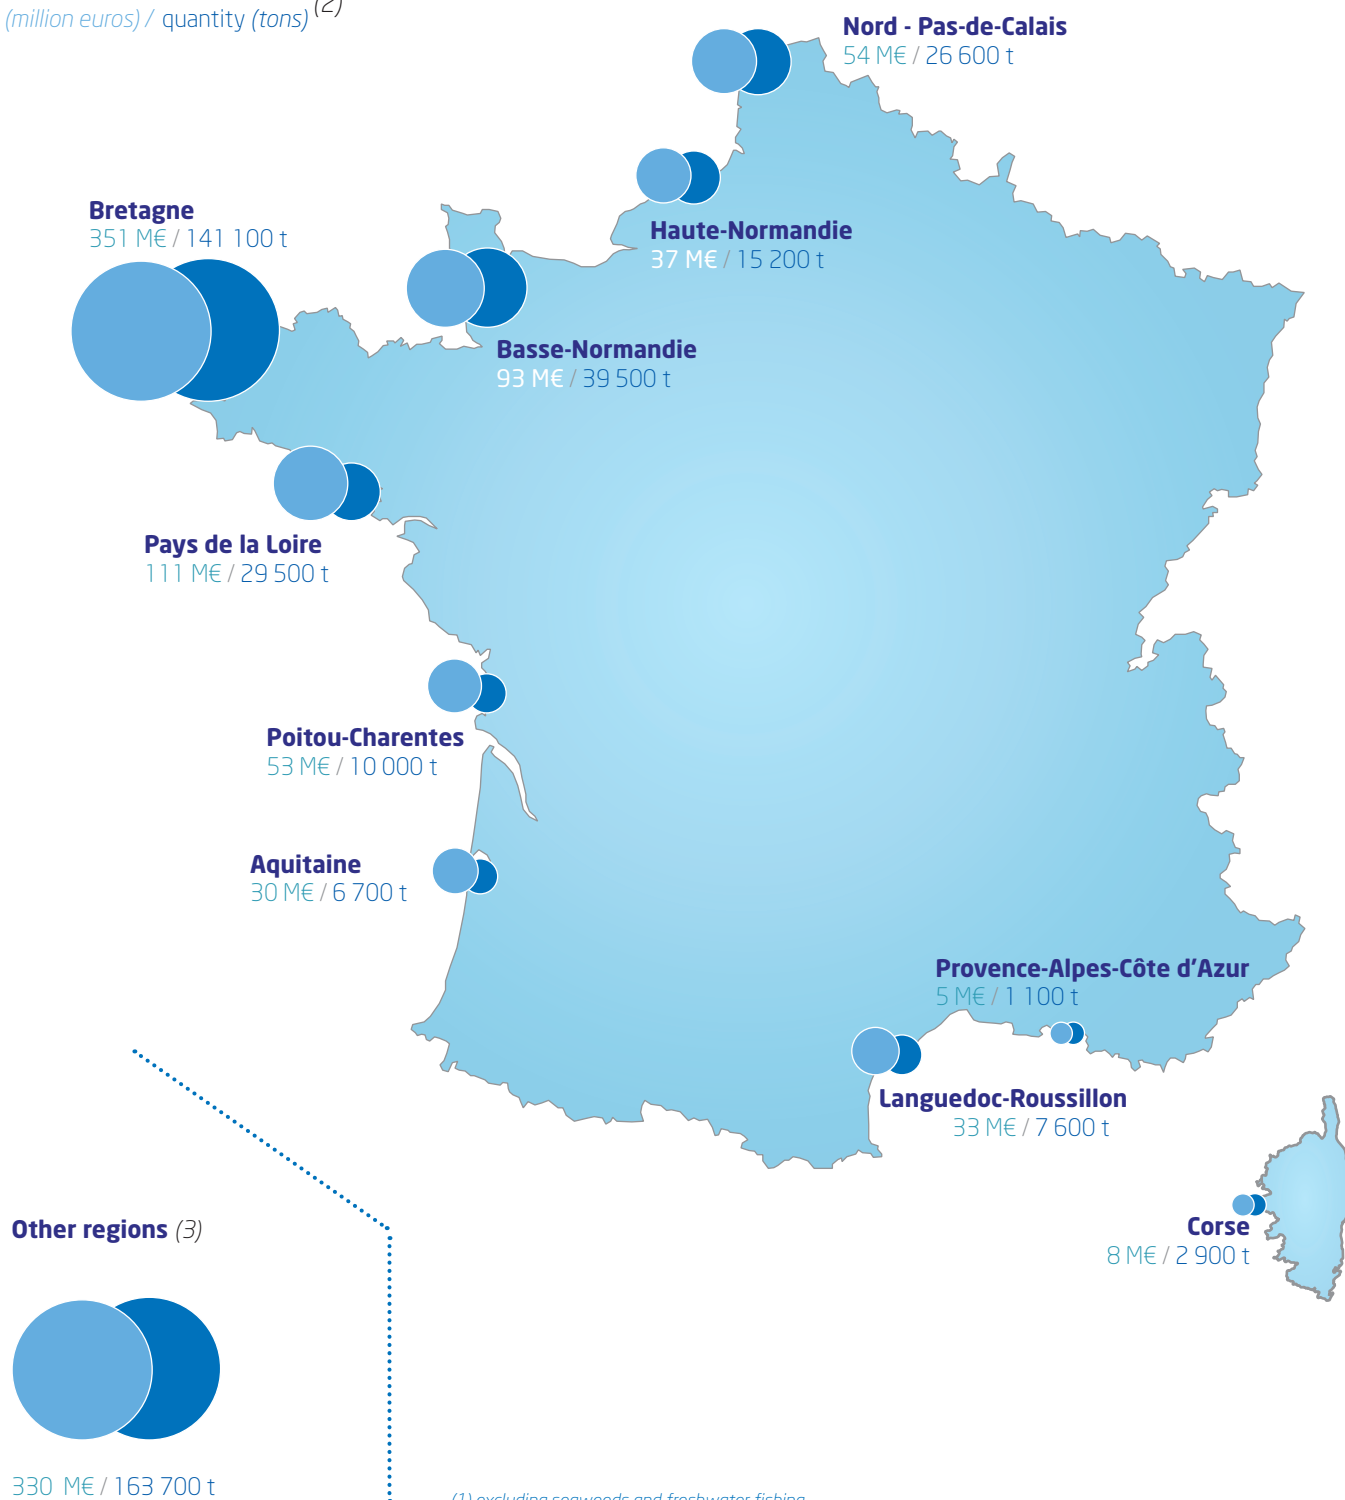 (million euros) / quantity (tons) (2)
Nord - Pas-de-Calais
54 M€ / 26 600 t
Bretagne
351 M€ / 141 100 t
Haute-Normandie
37 M€ / 15 200 t
Basse-Normandie
93 M€ / 39 500 t
Pays de la Loire
111 M€ / 29 500 t
Poitou-Charentes
53 M€ / 10 000 t
Aquitaine
30 M€ / 6 700 t
Provence-Alpes-Côte d'Azur
5 M€ / 1 100 t
Languedoc-Roussillon
33 M€ / 7 600 t
Corse
8 M€ / 2 900 t
Other regions (3)
330 M€ / 163 700 t
(1) excluding seaweeds and freshwater fishing